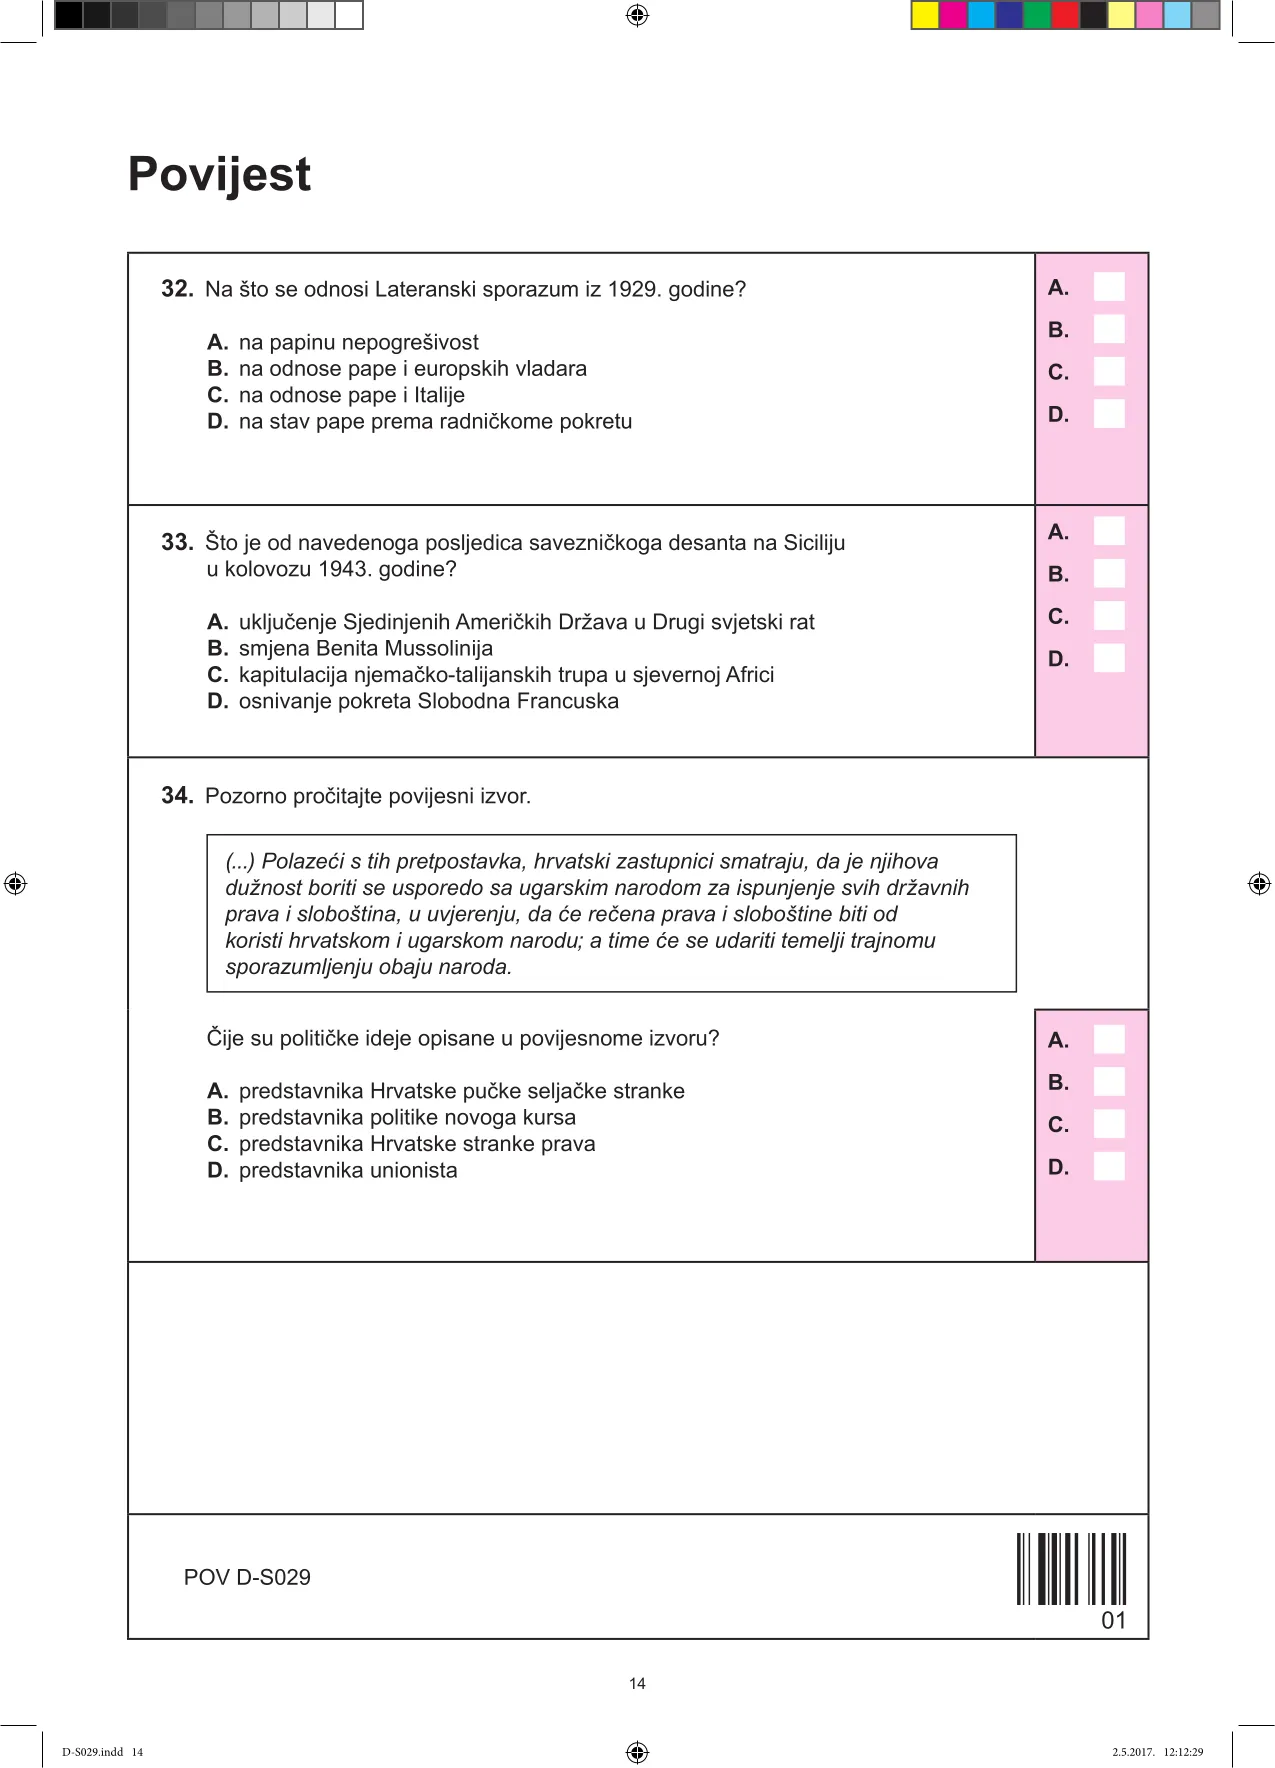 Povijest
32. Na što se odnosi Lateranski sporazum iz 1929. godine?
A. na papinu nepogrešivost
B. na odnose pape i europskih vladara
C. na odnose pape i Italije
D. na stav pape prema radničkome pokretu
A.
B.
C.
D.
33. Što je od navedenoga posljedica savezničkoga desanta na Siciliju
u kolovozu 1943. godine?
A. uključenje Sjedinjenih Američkih Država u Drugi svjetski rat
B. smjena Benita Mussolinija
C. kapitulacija njemačko-talijanskih trupa u sjevernoj Africi
D. osnivanje pokreta Slobodna Francuska
A.
B.
C.
D.
34. Pozorno pročitajte povijesni izvor.
(...) Polazeći s tih pretpostavka, hrvatski zastupnici smatraju, da je njihova
dužnost boriti se usporedo sa ugarskim narodom za ispunjenje svih državnih
prava i sloboština, u uvjerenju, da će rečena prava i sloboštine biti od
koristi hrvatskom i ugarskom narodu; a time će se udariti temelji trajnomu
sporazumljenju obaju naroda.
Čije su političke ideje opisane u povijesnome izvoru?
A. predstavnika Hrvatske pučke seljačke stranke
B. predstavnika politike novoga kursa
C. predstavnika Hrvatske stranke prava
D. predstavnika unionista
A.
B.
C.
D.
POV D-S029
01
14
D-S029.indd 14
2.5.2017. 12:12:29